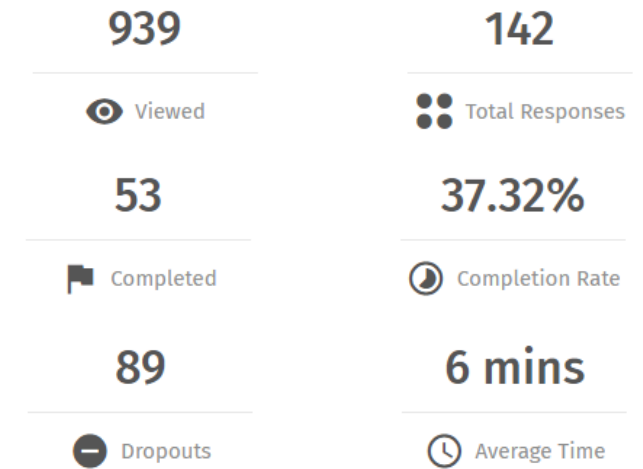 939
142
Viewed
Total Responses
53
37.32%
Completed
Completion Rate
89
6 mins
Dropouts
Average Time